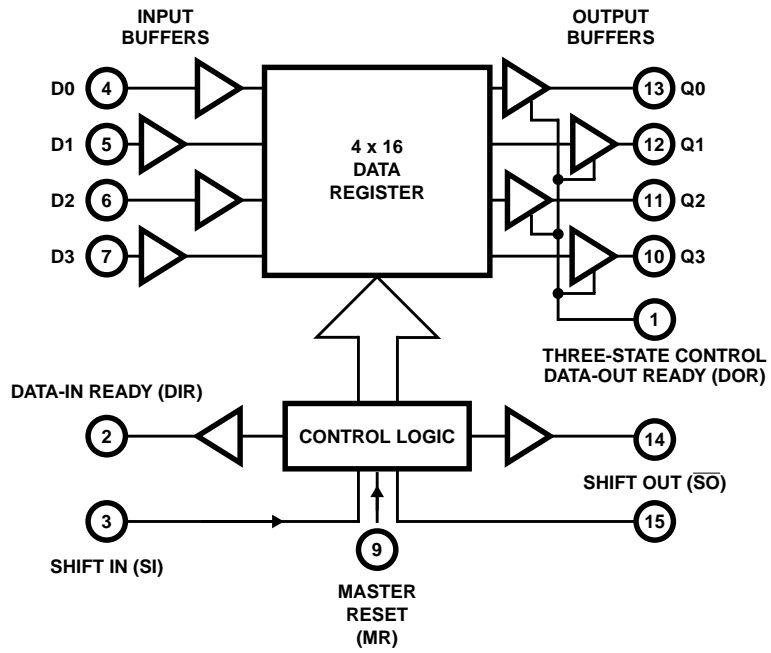 INPUT
BUFFERS
OUTPUT
BUFFERS
D0
4
13
Q0
D1
5
12
Q1
D2
6
11
Q2
D3
7
10
Q3
4 x 16
DATA
REGISTER
1
THREE-STATE CONTROL
DATA-OUT READY (DOR)
DATA-IN READY (DIR)
2
CONTROL LOGIC
14
SHIFT OUT (S̅O̅)
3
9
15
SHIFT IN (SI)
MASTER
RESET
(MR)